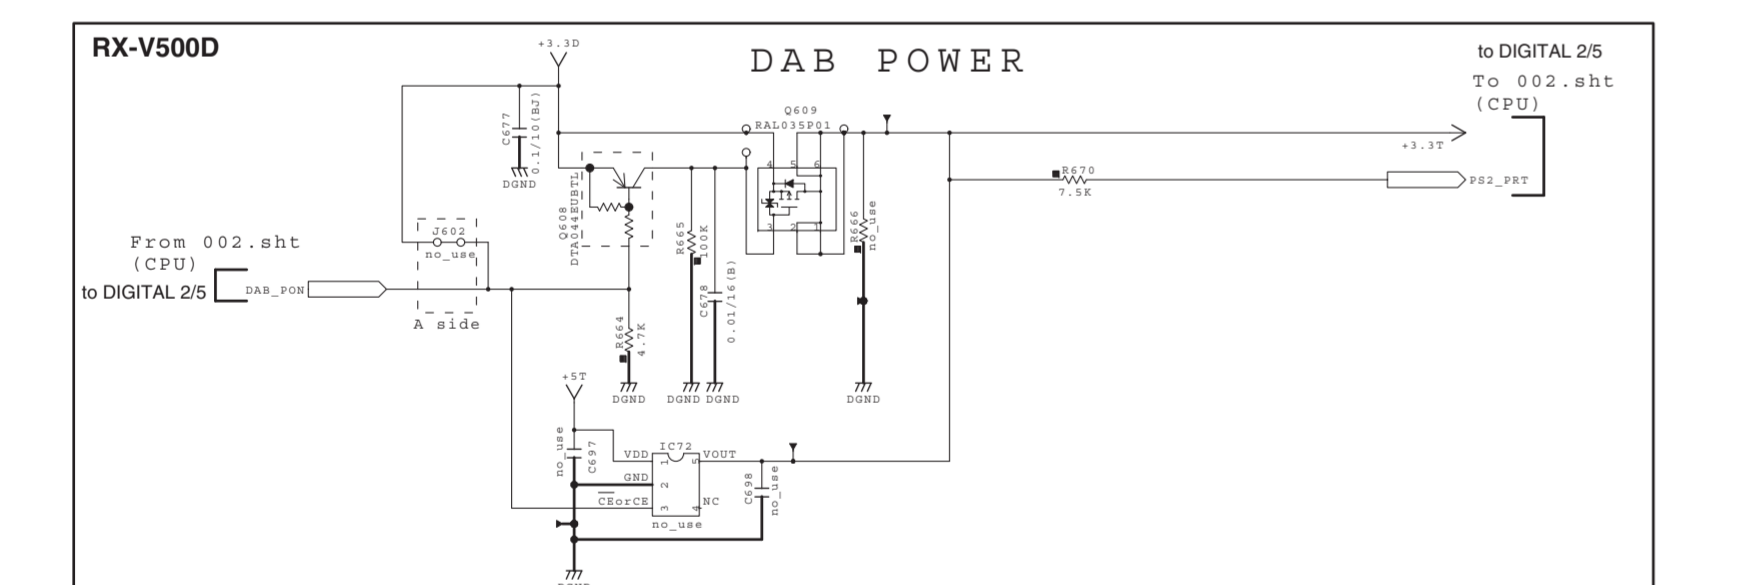 RX-V500D
+3.3D
DAB POWER
to DIGITAL 2/5
To 002.sht
(CPU)
C677
0.1/10(BJ)
DGND
Q609
RAL035P01
4 5 6
3 2 1
+3.3T
R670
7.5K
PS2_PRT
Q608
DTA044EUBTL
J602
no_use
A side
From 002.sht
(CPU)
to DIGITAL 2/5
DAB_PON
R665
100K
C678
0.01/16(B)
R666
no_use
R664
4.7K
DGND
DGND
DGND
DGND
+5T
no_use
C697
IC72
VDD
1
5
VOUT
GND
2
CEorCE
3
4
NC
no_use
C698
no_use